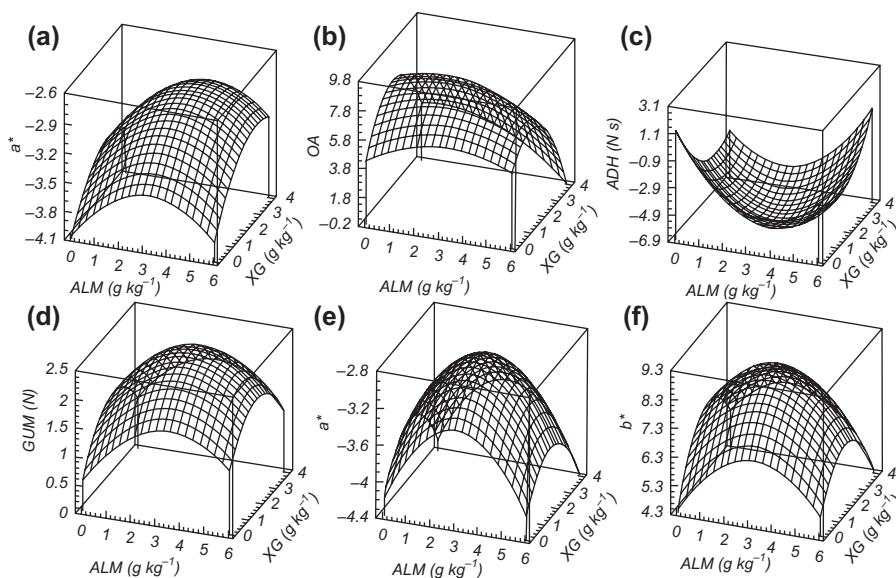 (a)
−2.6
−2.9
−3.2
−3.5
−3.8
−4.1
a*
0 1 2 3 4 5 6
ALM (g kg−1)
0 1 2 3 4
XG (g kg−1)
(b)
9.8
7.8
5.8
3.8
1.8
−0.2
OA
0 1 2 3 4 5 6
ALM (g kg−1)
0 1 2 3 4
XG (g kg−1)
(c)
3.1
1.1
−0.9
−2.9
−4.9
−6.9
ADH (N s)
0 1 2 3 4 5 6
ALM (g kg−1)
0 1 2 3 4
XG (g kg−1)
(d)
2.5
2
1.5
1
0.5
0
GUM (N)
0 1 2 3 4 5 6
ALM (g kg−1)
0 1 2 3 4
XG (g kg−1)
(e)
−2.8
−3.2
−3.6
−4
−4.4
a*
0 1 2 3 4 5 6
ALM (g kg−1)
0 1 2 3 4
XG (g kg−1)
(f)
9.3
8.3
7.3
6.3
5.3
4.3
b*
0 1 2 3 4 5 6
ALM (g kg−1)
0 1 2 3 4
XG (g kg−1)